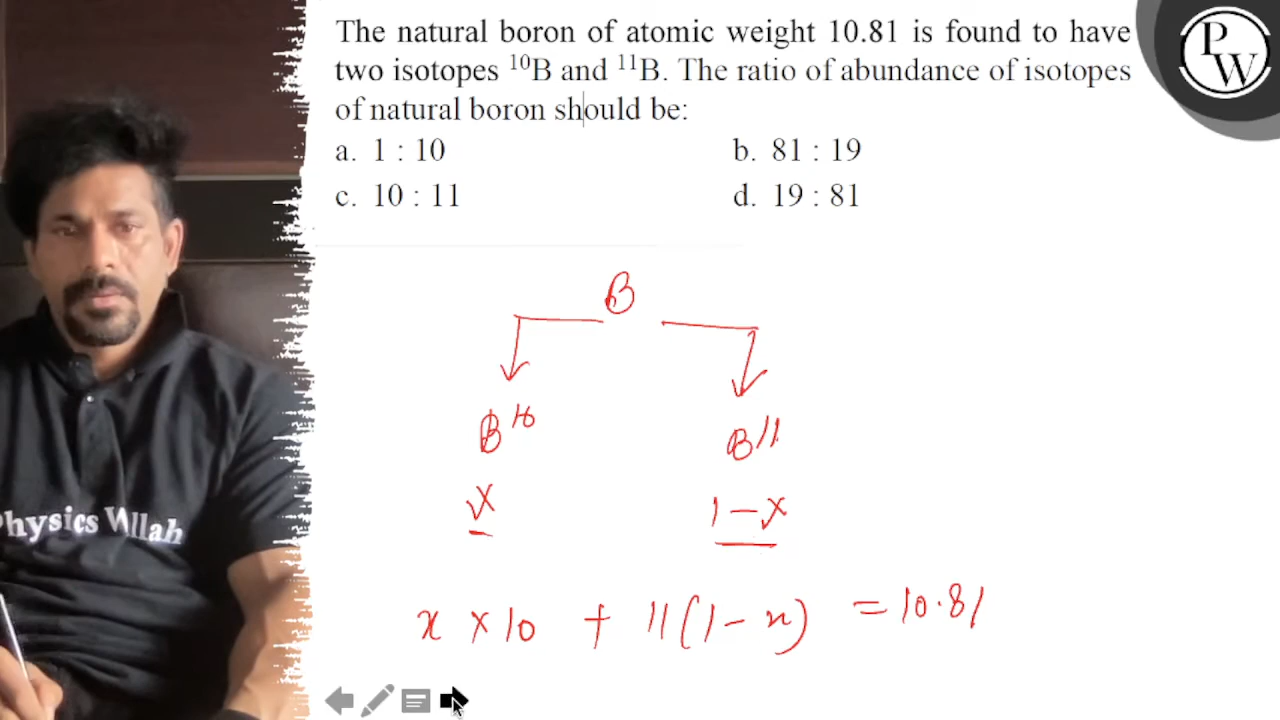 The natural boron of atomic weight 10.81 is found to have
two isotopes ¹⁰B and ¹¹B. The ratio of abundance of isotopes
of natural boron should be:
a. 1 : 10
b. 81 : 19
c. 10 : 11
d. 19 : 81
PW
B
B¹⁰
B¹¹
x
1-x
x × 10 + 11(1-x) = 10.81
Physics Wallah